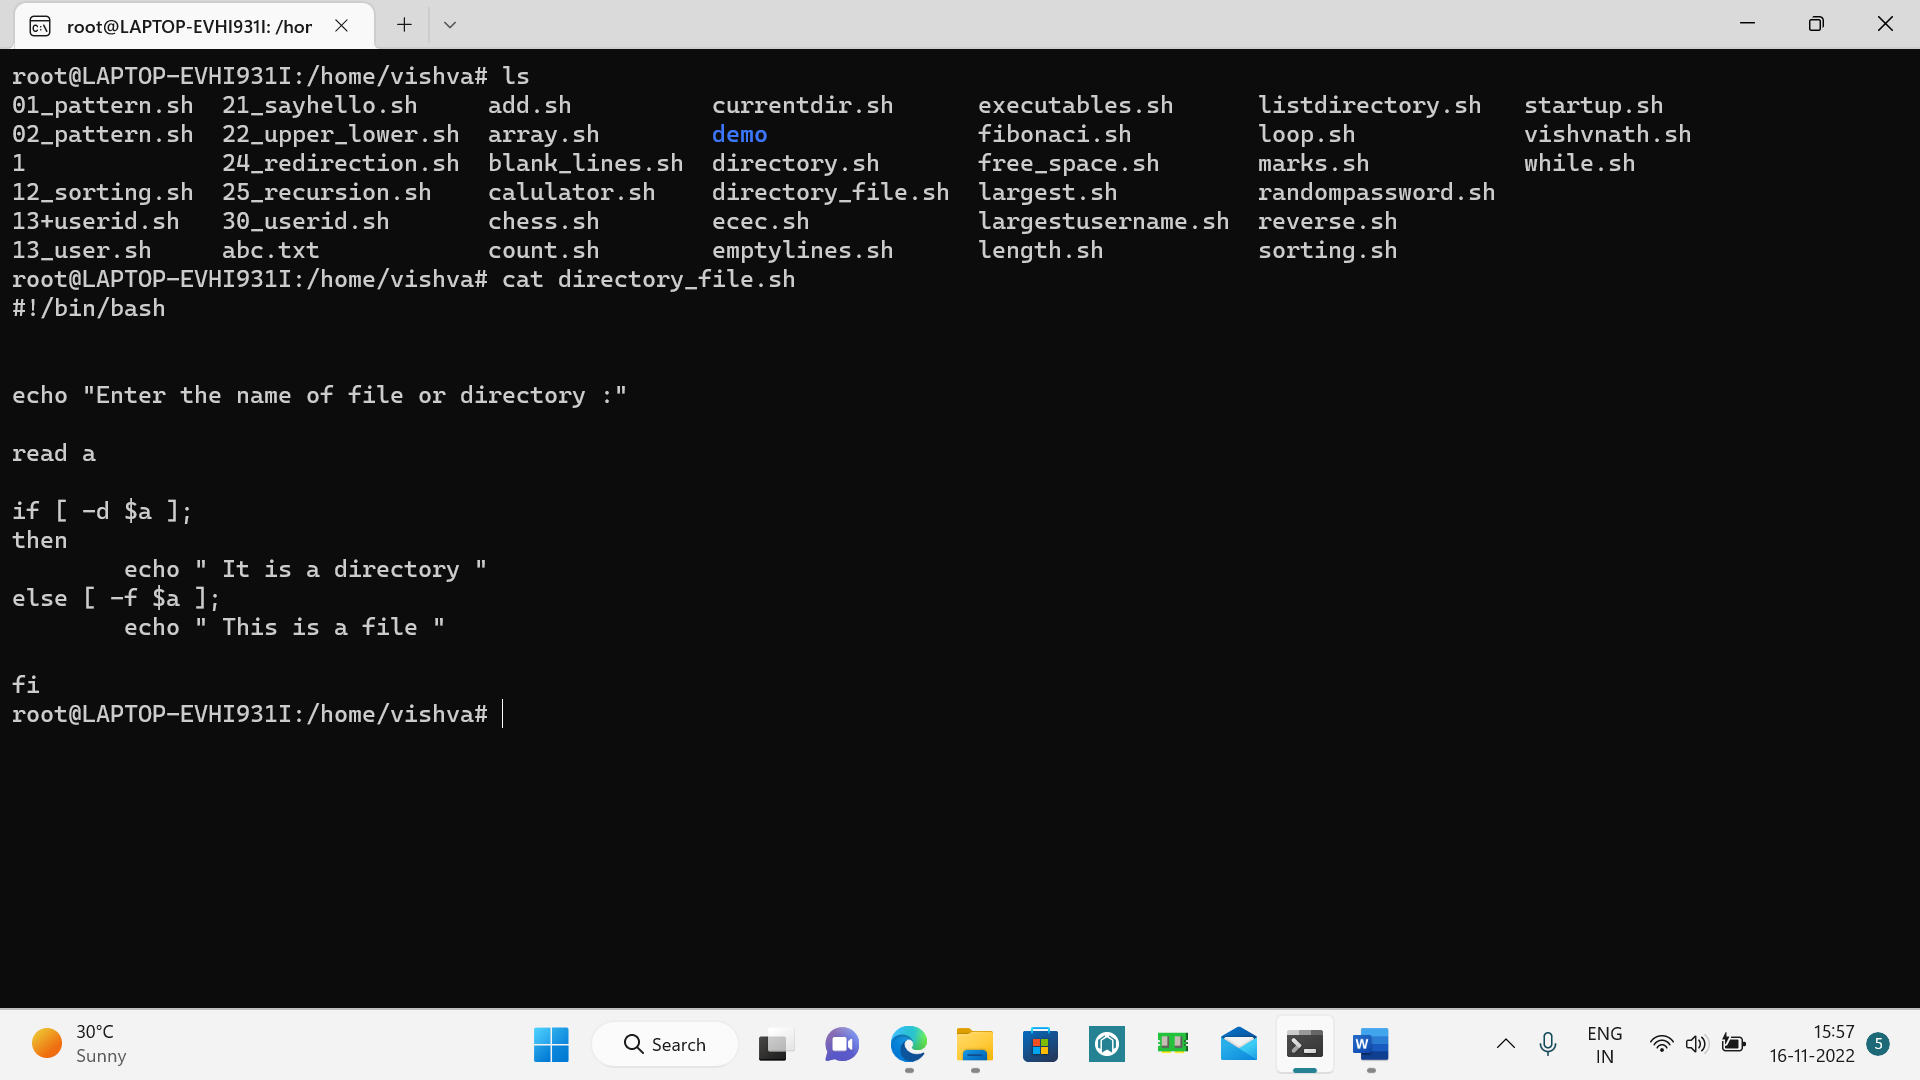 root@LAPTOP-EVHI931I: /hor
root@LAPTOP-EVHI931I:/home/vishva# ls
01_pattern.sh  21_sayhello.sh     add.sh          currentdir.sh      executables.sh      listdirectory.sh   startup.sh
02_pattern.sh  22_upper_lower.sh  array.sh        demo               fibonaci.sh         loop.sh            vishvnath.sh
1              24_redirection.sh  blank_lines.sh  directory.sh       free_space.sh       marks.sh           while.sh
12_sorting.sh  25_recursion.sh    calulator.sh    directory_file.sh  largest.sh          randompassword.sh
13+userid.sh   30_userid.sh       chess.sh        ecec.sh            largestusername.sh  reverse.sh
13_user.sh     abc.txt            count.sh        emptylines.sh      length.sh           sorting.sh
root@LAPTOP-EVHI931I:/home/vishva# cat directory_file.sh
#!/bin/bash
echo "Enter the name of file or directory :"
read a
if [ -d $a ];
then
        echo " It is a directory "
else [ -f $a ];
        echo " This is a file "
fi
root@LAPTOP-EVHI931I:/home/vishva#
30°C
Sunny
Search
ENG
IN
15:57
16-11-2022
5